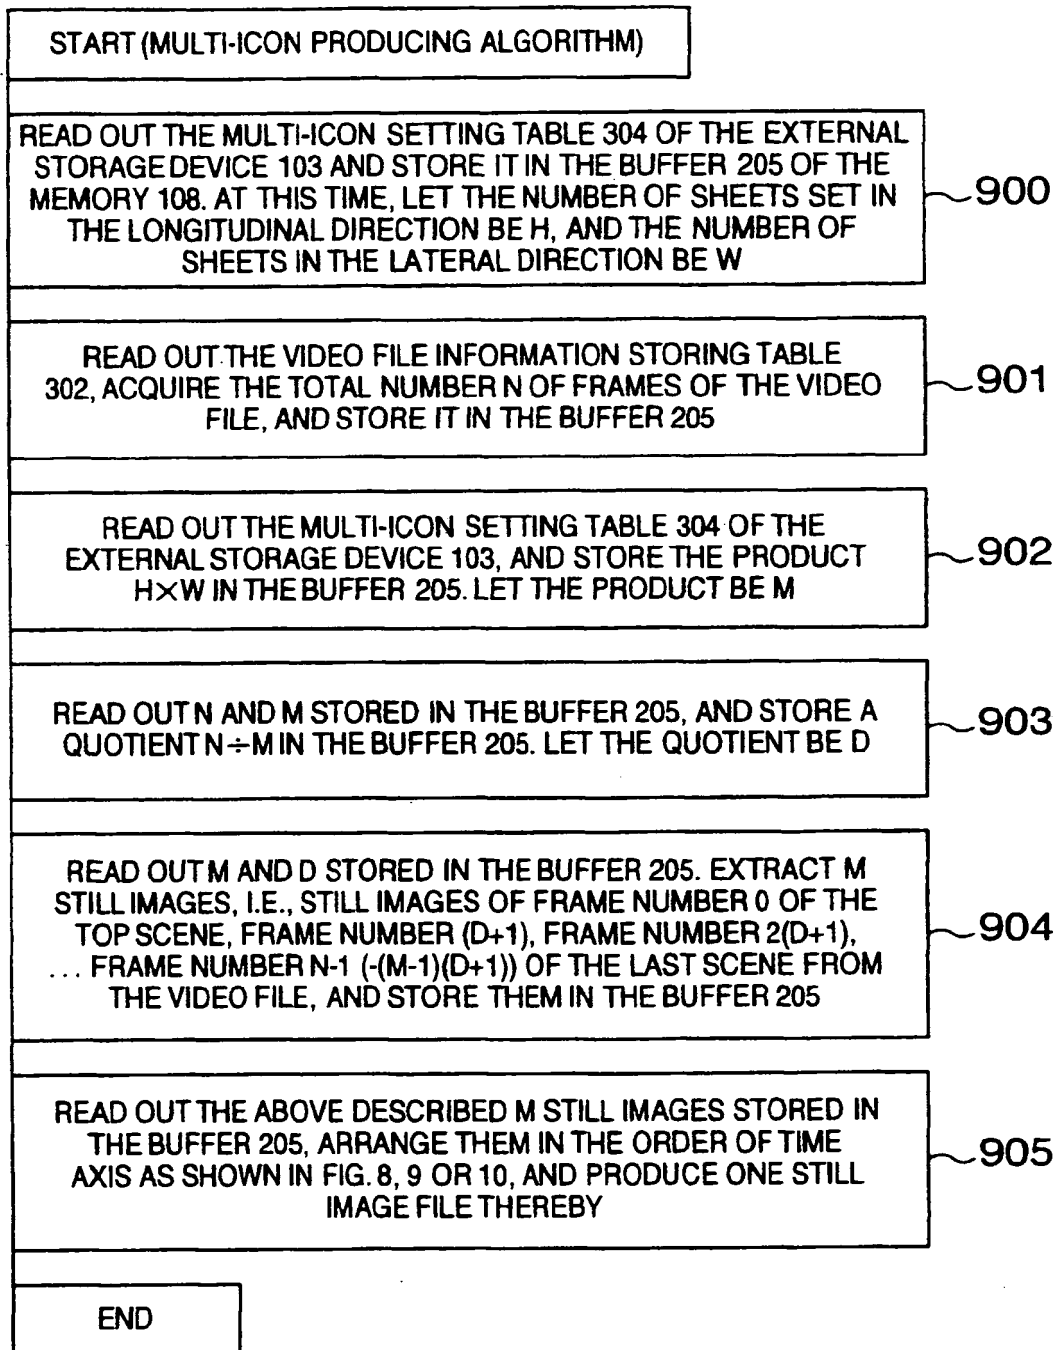 START (MULTI-ICON PRODUCING ALGORITHM)
READ OUT THE MULTI-ICON SETTING TABLE 304 OF THE EXTERNAL
STORAGE DEVICE 103 AND STORE IT IN THE BUFFER 205 OF THE
MEMORY 108. AT THIS TIME, LET THE NUMBER OF SHEETS SET IN
THE LONGITUDINAL DIRECTION BE H, AND THE NUMBER OF
SHEETS IN THE LATERAL DIRECTION BE W
900
READ OUT THE VIDEO FILE INFORMATION STORING TABLE
302, ACQUIRE THE TOTAL NUMBER N OF FRAMES OF THE VIDEO
FILE, AND STORE IT IN THE BUFFER 205
901
READ OUT THE MULTI-ICON SETTING TABLE 304 OF THE
EXTERNAL STORAGE DEVICE 103, AND STORE THE PRODUCT
H×W IN THE BUFFER 205. LET THE PRODUCT BE M
902
READ OUT N AND M STORED IN THE BUFFER 205, AND STORE A
QUOTIENT N÷M IN THE BUFFER 205. LET THE QUOTIENT BE D
903
READ OUT M AND D STORED IN THE BUFFER 205. EXTRACT M
STILL IMAGES, I.E., STILL IMAGES OF FRAME NUMBER 0 OF THE
TOP SCENE, FRAME NUMBER (D+1), FRAME NUMBER 2(D+1),
... FRAME NUMBER N-1 (-(M-1)(D+1)) OF THE LAST SCENE FROM
THE VIDEO FILE, AND STORE THEM IN THE BUFFER 205
904
READ OUT THE ABOVE DESCRIBED M STILL IMAGES STORED IN
THE BUFFER 205, ARRANGE THEM IN THE ORDER OF TIME
AXIS AS SHOWN IN FIG. 8, 9 OR 10, AND PRODUCE ONE STILL
IMAGE FILE THEREBY
905
END